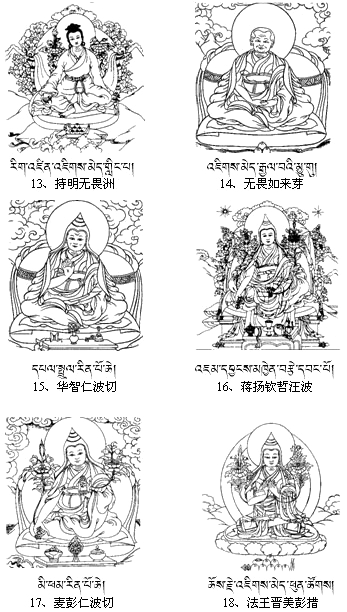 རིག་འཛིན་འཇིགས་མེད་གླིང་པ།
འཇིགས་མེད་རྒྱལ་བའི་མྱུ་གུ།
13、持明无畏洲
14、无畏如来芽
དཔལ་སྤྲུལ་རིན་པོ་ཆེ།
འཇམ་དབྱངས་མཁྱེན་བརྩེ་དབང་པོ།
15、华智仁波切
16、蒋扬钦哲汪波
མི་ཕམ་རིན་པོ་ཆེ།
ཆོས་རྗེ་འཇིགས་མེད་ཕུན་ཚོགས།
17、麦彭仁波切
18、法王晋美彭措